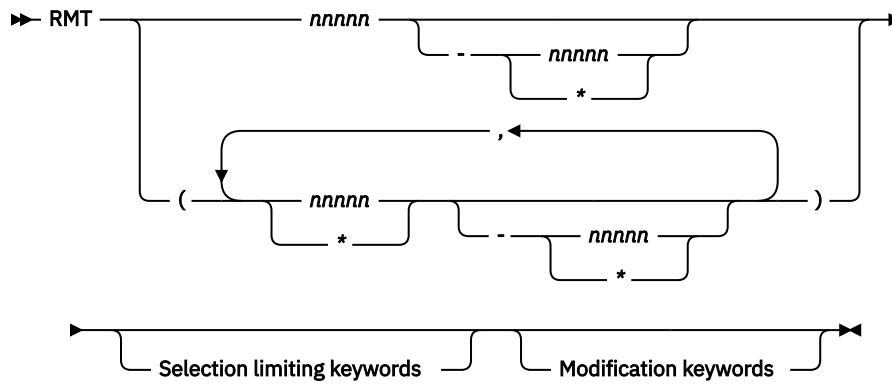 RMT nnnnn
- nnnnn
*
,
( nnnnn )
*
- nnnnn
*
Selection limiting keywords Modification keywords